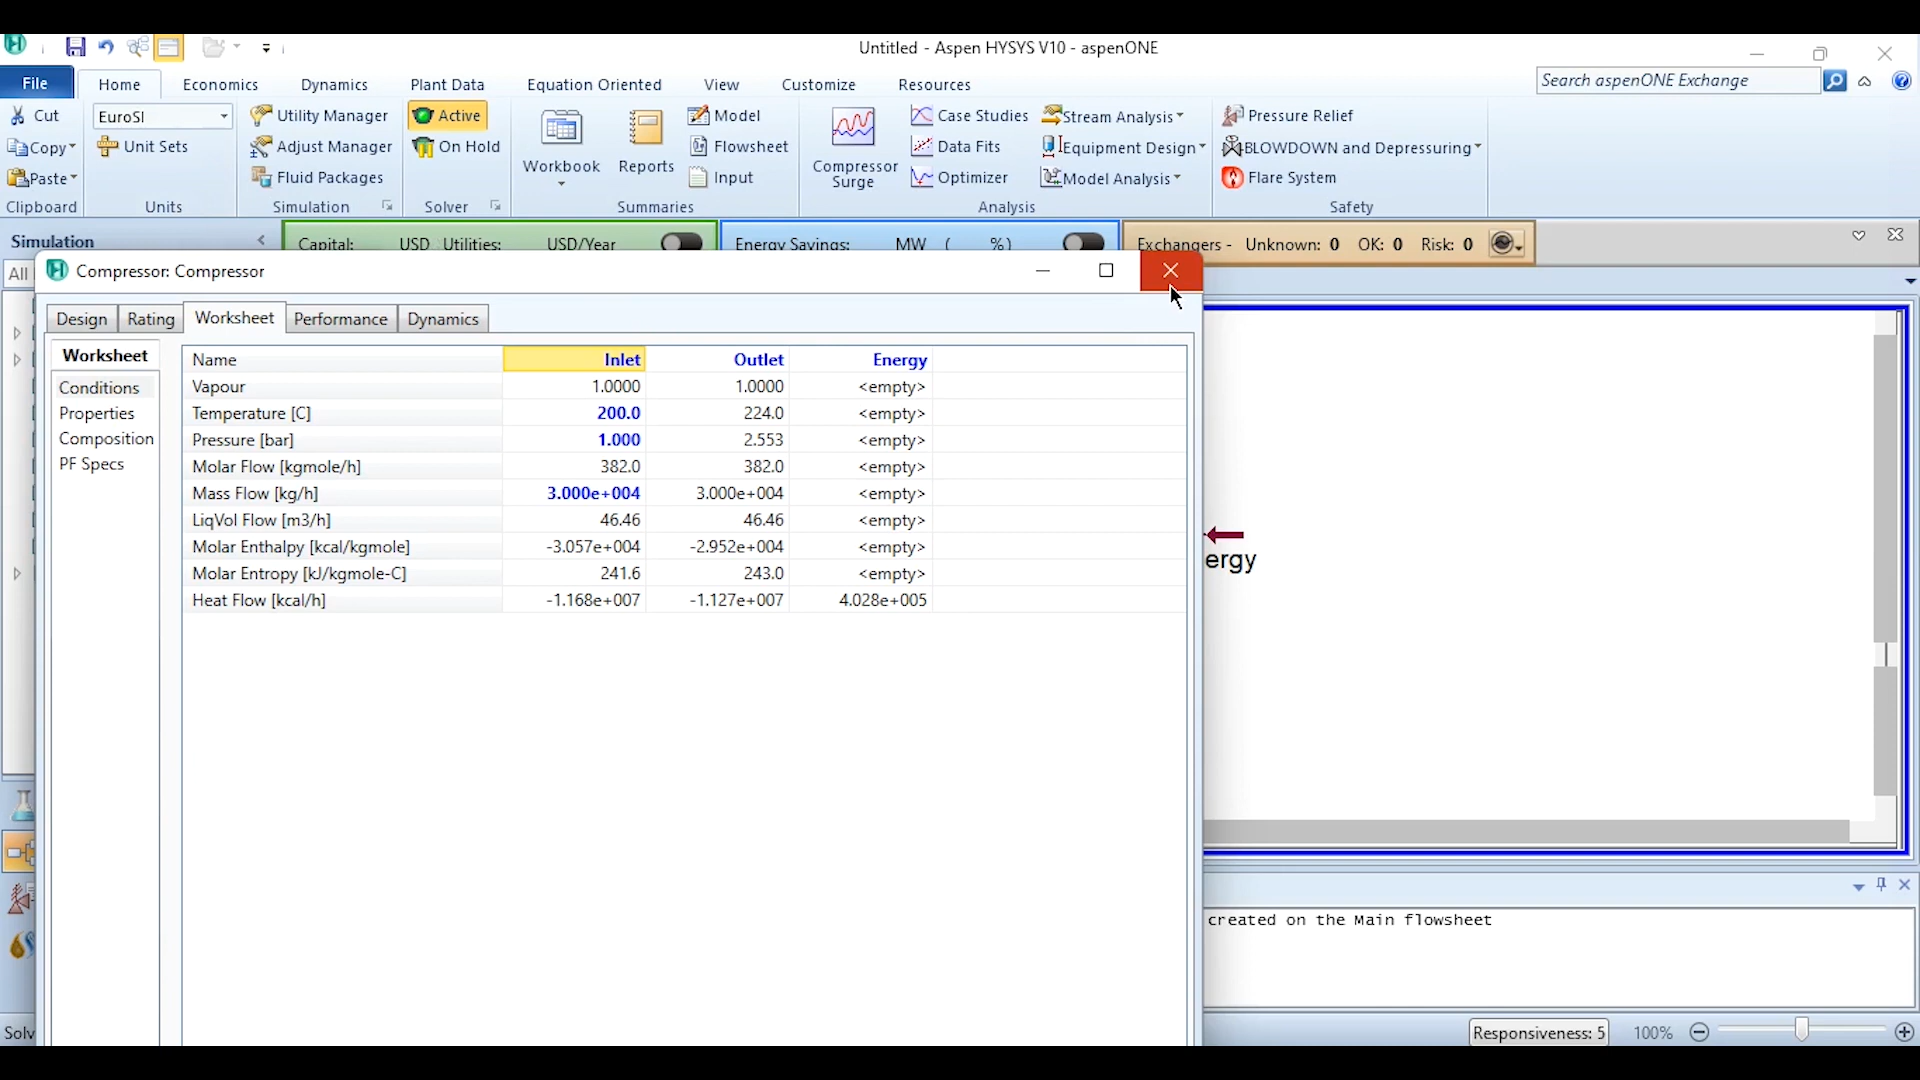 Untitled - Aspen HYSYS V10 - aspenONE
File Home Economics Dynamics Plant Data Equation Oriented View Customize Resources Search aspenONE Exchange
Cut EuroSI Utility Manager Active Model Case Studies Stream Analysis Pressure Relief
Copy Unit Sets Adjust Manager On Hold Flowsheet Data Fits Equipment Design BLOWDOWN and Depressuring
Paste Fluid Packages Workbook Reports Input Compressor Surge Optimizer Model Analysis Flare System
Clipboard Units Simulation Solver Summaries Analysis Safety
Simulation Capital: USD Utilities: USD/Year Energy Savings: MW ( %) Exchangers - Unknown: 0 OK: 0 Risk: 0
All
Compressor: Compressor
Design Rating Worksheet Performance Dynamics
Worksheet
Conditions
Properties
Composition
PF Specs
Name Inlet Outlet Energy
Vapour 1.0000 1.0000 <empty>
Temperature [C] 200.0 224.0 <empty>
Pressure [bar] 1.000 2.553 <empty>
Molar Flow [kgmole/h] 382.0 382.0 <empty>
Mass Flow [kg/h] 3.000e+004 3.000e+004 <empty>
LiqVol Flow [m3/h] 46.46 46.46 <empty>
Molar Enthalpy [kcal/kgmole] -3.057e+004 -2.952e+004 <empty>
Molar Entropy [kJ/kgmole-C] 241.6 243.0 <empty>
Heat Flow [kcal/h] -1.168e+007 -1.127e+007 4.028e+005
ergy
created on the Main flowsheet
Solv Responsiveness: 5 100%